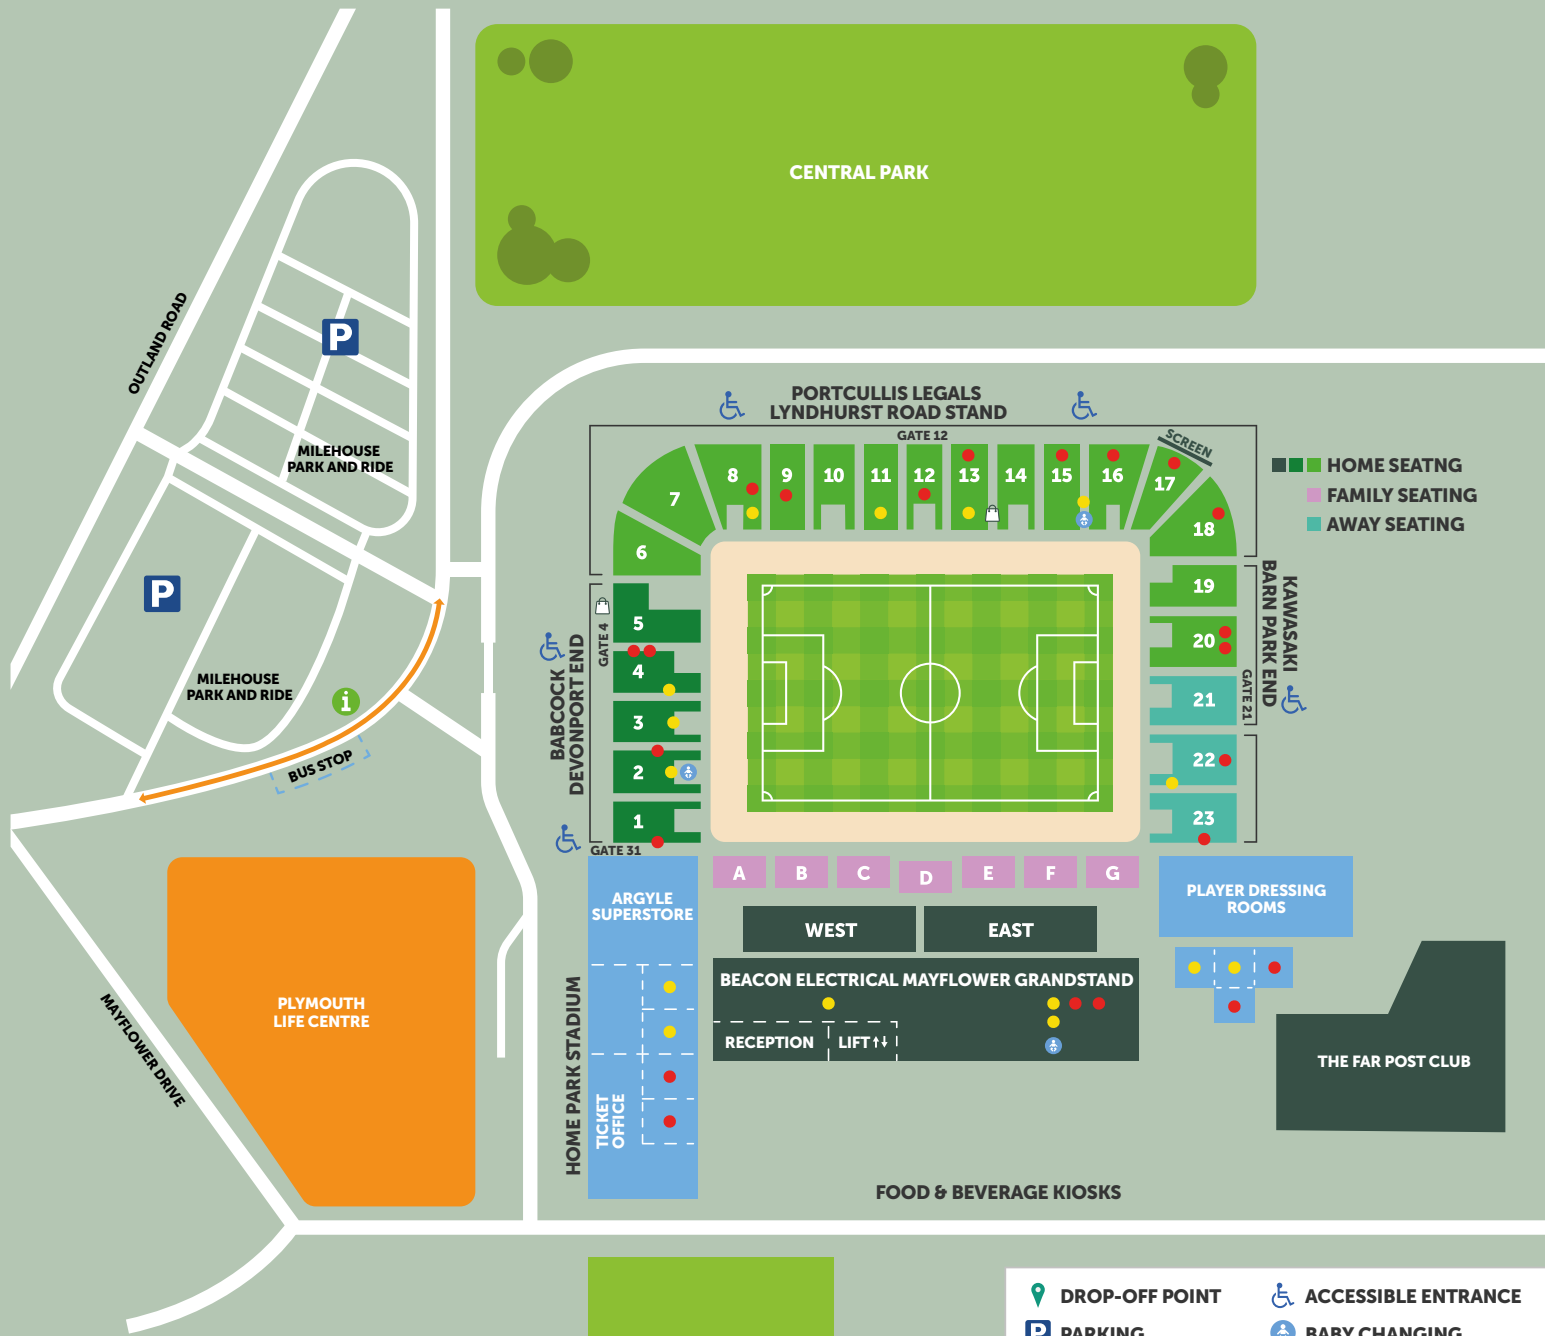 CENTRAL PARK
OUTLAND ROAD
P
MILEHOUSE
PARK AND RIDE
PORTCULLIS LEGALS
LYNDHURST ROAD STAND
GATE 12
SCREEN
HOME SEATNG
FAMILY SEATING
AWAY SEATING
8
9
10
11
12
13
14
15
16
17
7
18
6
19
5
20
4
21
3
22
2
23
1
GATE 4
BABCOCK
DEVONPORT END
KAWASAKI
BARN PARK END
GATE 21
P
MILEHOUSE
PARK AND RIDE
i
BUS STOP
GATE 31
ARGYLE
SUPERSTORE
A
B
C
D
E
F
G
PLAYER DRESSING
ROOMS
WEST
EAST
BEACON ELECTRICAL MAYFLOWER GRANDSTAND
RECEPTION
LIFT
PLYMOUTH
LIFE CENTRE
MAYFLOWER DRIVE
HOME PARK STADIUM
TICKET
OFFICE
THE FAR POST CLUB
FOOD & BEVERAGE KIOSKS
DROP-OFF POINT
ACCESSIBLE ENTRANCE
P PARKING
BABY CHANGING